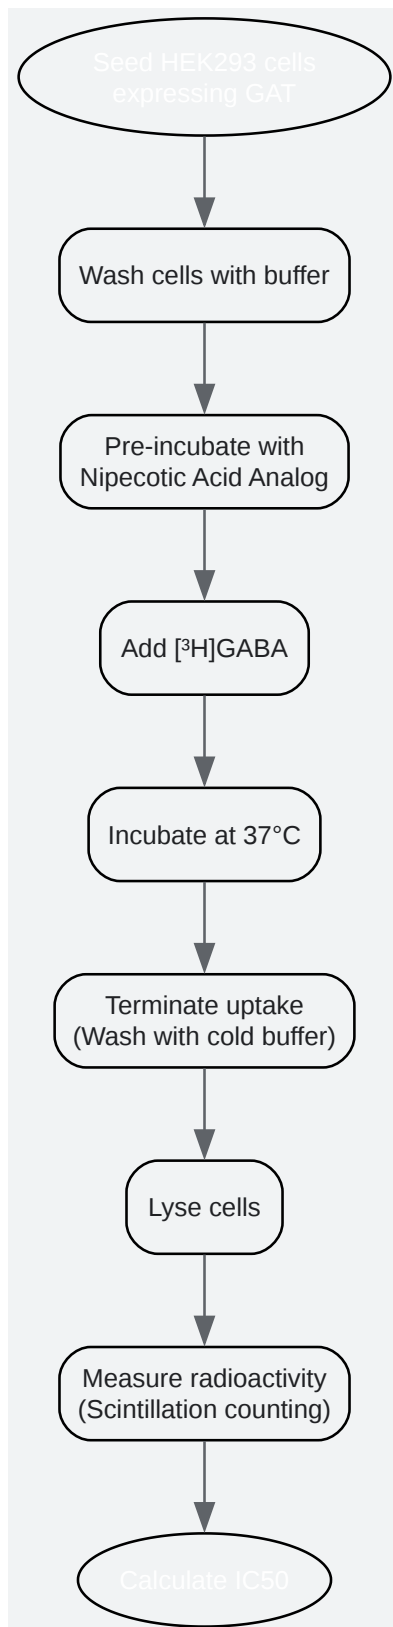 Seed HEK293 cells
expressing GAT
Wash cells with buffer
Pre-incubate with
Nipecotic Acid Analog
Add [³H]GABA
Incubate at 37°C
Terminate uptake
(Wash with cold buffer)
Lyse cells
Measure radioactivity
(Scintillation counting)
Calculate IC50